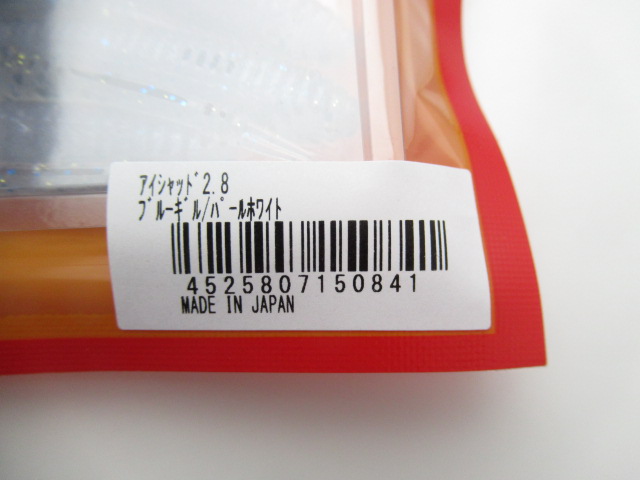 ｱｲｼｬｯﾄﾞ2.8
ﾌﾞﾙｰｷﾞﾙ/ﾊﾟｰﾙﾎﾜｲﾄ
4525807150841
MADE IN JAPAN